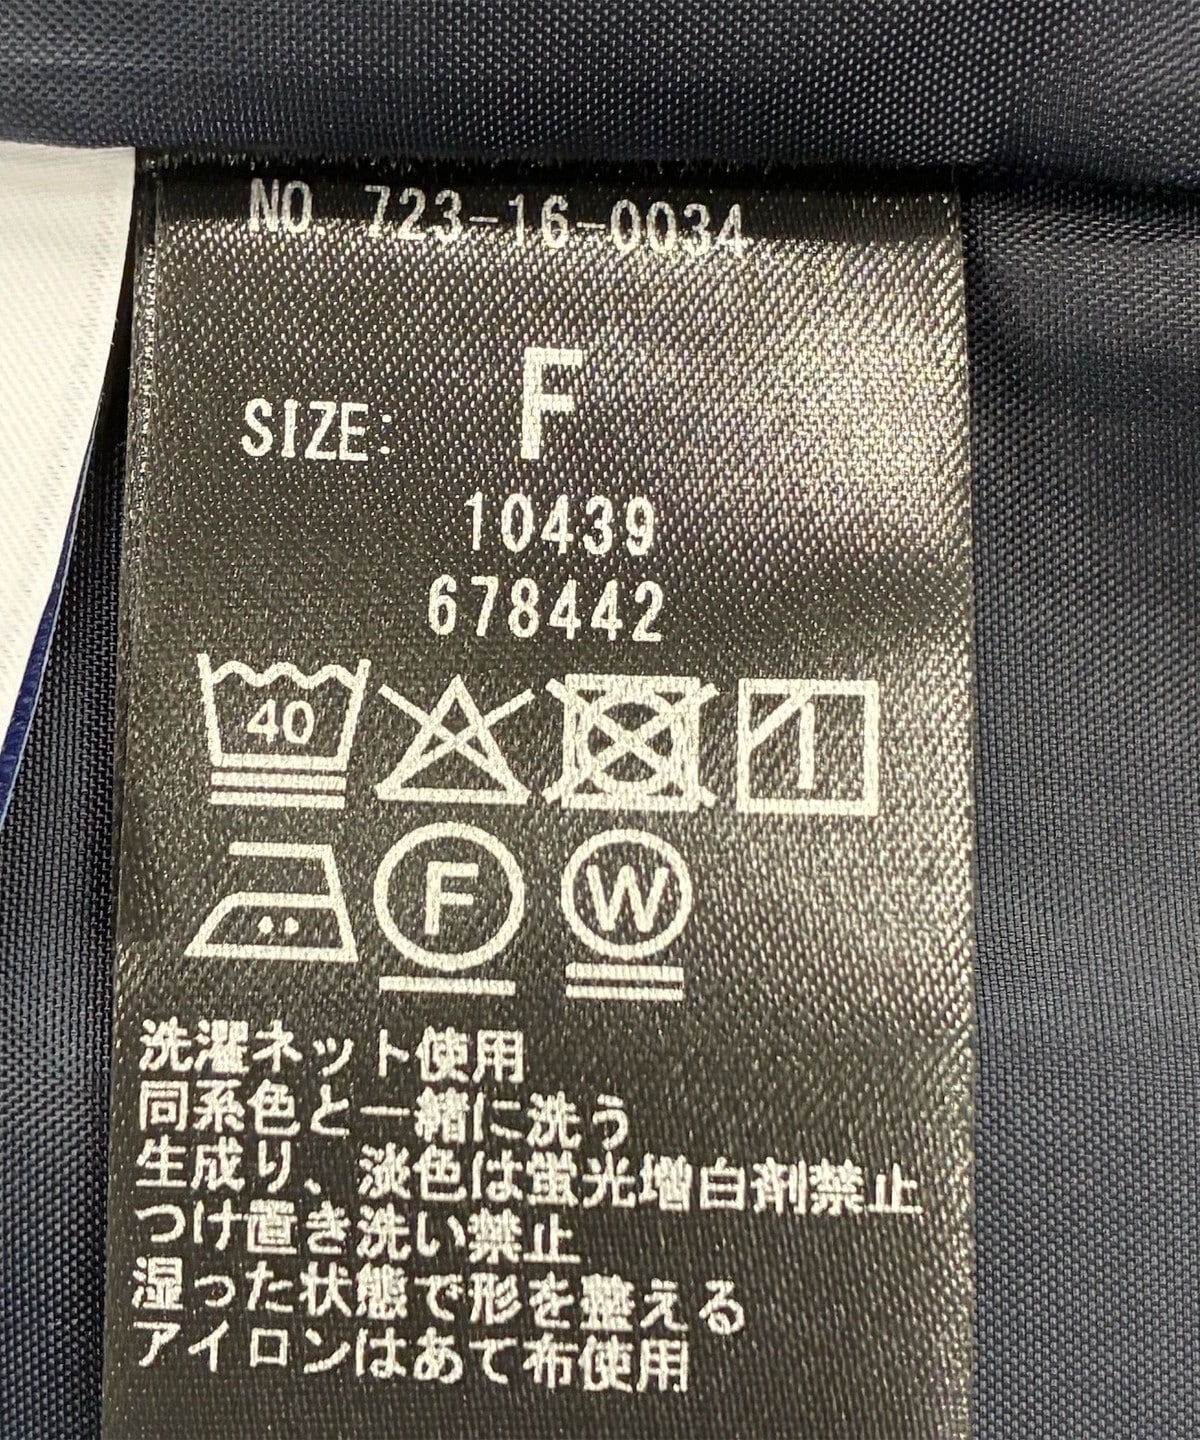 NO. 723-16-0034
SIZE: F
10439
678442
40
F
W
洗濯ネット使用
同系色と一緒に洗う
生成り、淡色は蛍光増白剤禁止
つけ置き洗い禁止
湿った状態で形を整える
アイロンはあて布使用